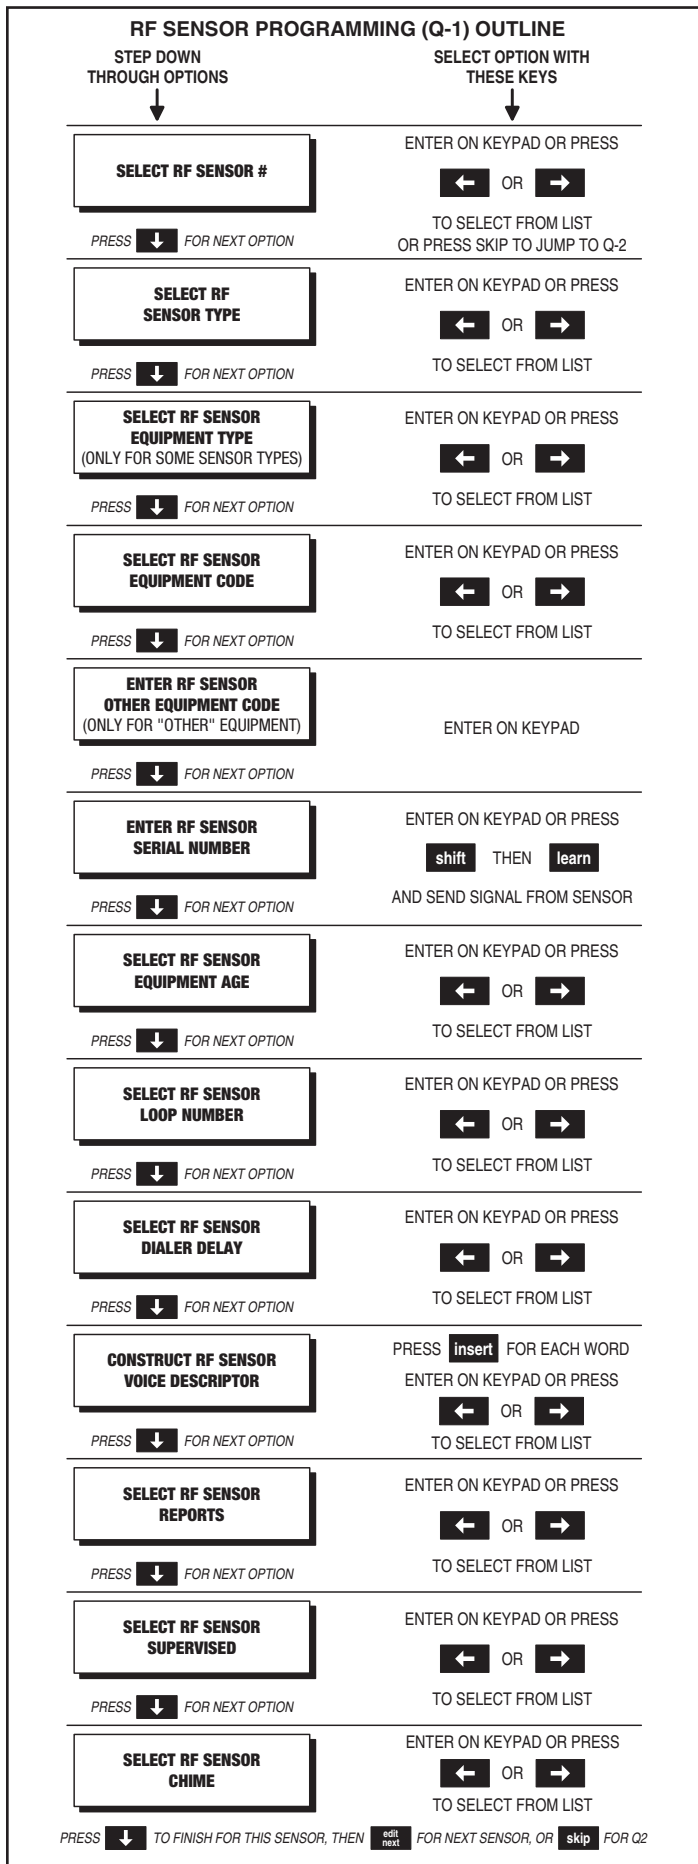 RF SENSOR PROGRAMMING (Q-1) OUTLINE
STEP DOWN
THROUGH OPTIONS
SELECT OPTION WITH
THESE KEYS
SELECT RF SENSOR #
PRESS ↓ FOR NEXT OPTION
ENTER ON KEYPAD OR PRESS
← OR →
TO SELECT FROM LIST
OR PRESS SKIP TO JUMP TO Q-2
SELECT RF
SENSOR TYPE
PRESS ↓ FOR NEXT OPTION
ENTER ON KEYPAD OR PRESS
← OR →
TO SELECT FROM LIST
SELECT RF SENSOR
EQUIPMENT TYPE
(ONLY FOR SOME SENSOR TYPES)
PRESS ↓ FOR NEXT OPTION
ENTER ON KEYPAD OR PRESS
← OR →
TO SELECT FROM LIST
SELECT RF SENSOR
EQUIPMENT CODE
PRESS ↓ FOR NEXT OPTION
ENTER ON KEYPAD OR PRESS
← OR →
TO SELECT FROM LIST
ENTER RF SENSOR
OTHER EQUIPMENT CODE
(ONLY FOR "OTHER" EQUIPMENT)
PRESS ↓ FOR NEXT OPTION
ENTER ON KEYPAD
ENTER RF SENSOR
SERIAL NUMBER
PRESS ↓ FOR NEXT OPTION
ENTER ON KEYPAD OR PRESS
shift THEN learn
AND SEND SIGNAL FROM SENSOR
SELECT RF SENSOR
EQUIPMENT AGE
PRESS ↓ FOR NEXT OPTION
ENTER ON KEYPAD OR PRESS
← OR →
TO SELECT FROM LIST
SELECT RF SENSOR
LOOP NUMBER
PRESS ↓ FOR NEXT OPTION
ENTER ON KEYPAD OR PRESS
← OR →
TO SELECT FROM LIST
SELECT RF SENSOR
DIALER DELAY
PRESS ↓ FOR NEXT OPTION
ENTER ON KEYPAD OR PRESS
← OR →
TO SELECT FROM LIST
CONSTRUCT RF SENSOR
VOICE DESCRIPTOR
PRESS ↓ FOR NEXT OPTION
PRESS insert FOR EACH WORD
ENTER ON KEYPAD OR PRESS
← OR →
TO SELECT FROM LIST
SELECT RF SENSOR
REPORTS
PRESS ↓ FOR NEXT OPTION
ENTER ON KEYPAD OR PRESS
← OR →
TO SELECT FROM LIST
SELECT RF SENSOR
SUPERVISED
PRESS ↓ FOR NEXT OPTION
ENTER ON KEYPAD OR PRESS
← OR →
TO SELECT FROM LIST
SELECT RF SENSOR
CHIME
ENTER ON KEYPAD OR PRESS
← OR →
TO SELECT FROM LIST
PRESS ↓ TO FINISH FOR THIS SENSOR, THEN edit next FOR NEXT SENSOR, OR skip FOR Q2